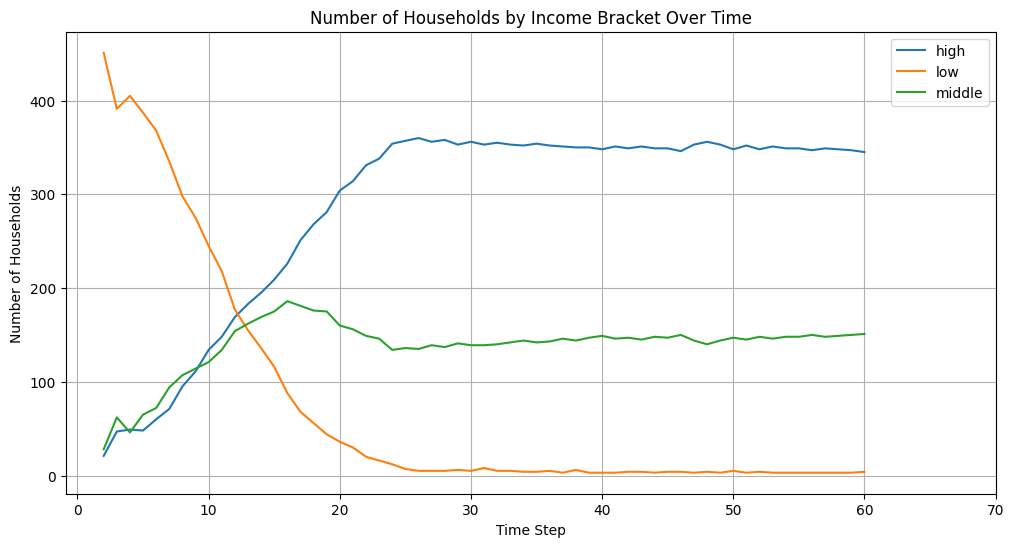 Number of Households by Income Bracket Over Time
high
low
middle
Number of Households
400
300
200
100
0
0 10 20 30 40 50 60 70
Time Step